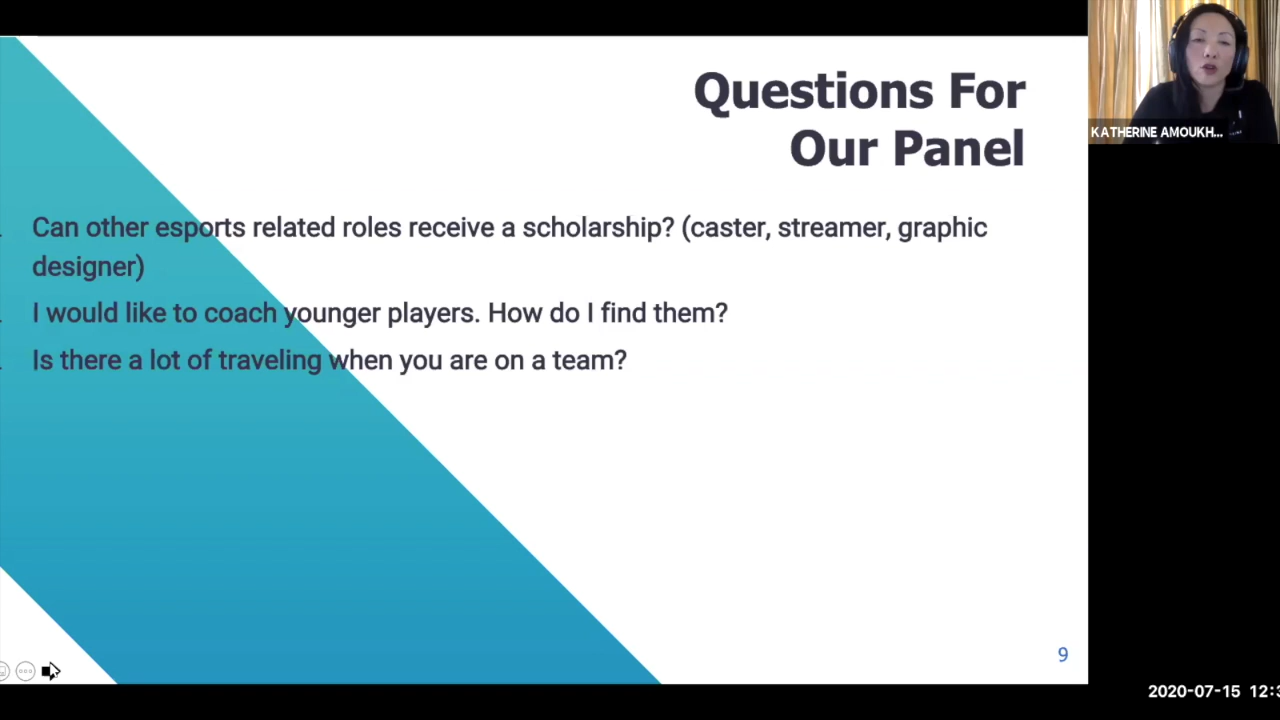 Questions For
Our Panel
Can other esports related roles receive a scholarship? (caster, streamer, graphic
designer)
I would like to coach younger players. How do I find them?
Is there a lot of traveling when you are on a team?
9
KATHERINE AMOUKH...
2020-07-15 12:3